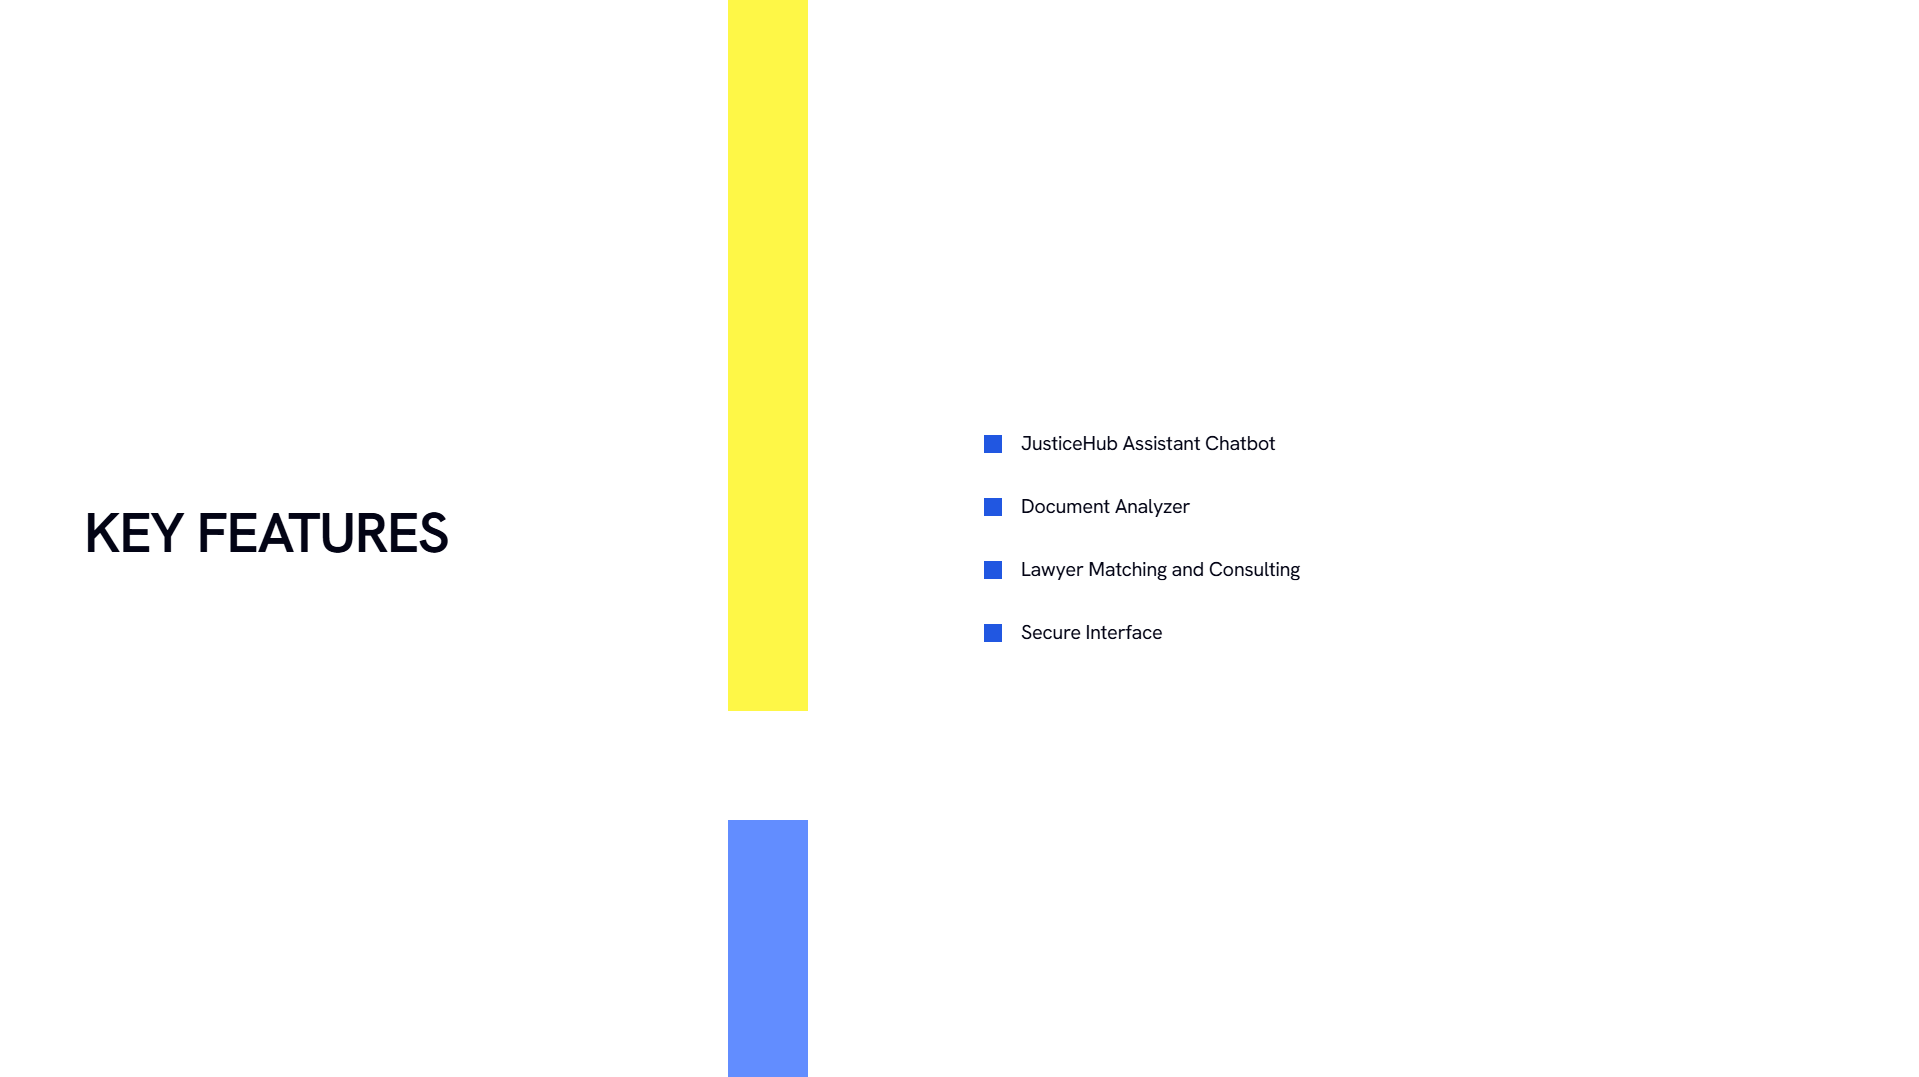 KEY FEATURES
JusticeHub Assistant Chatbot
Document Analyzer
Lawyer Matching and Consulting
Secure Interface